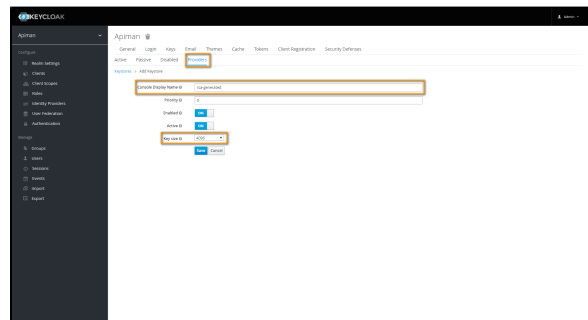 KEYCLOAK
Admin
Apiman
Apiman
General Login Keys Email Themes Cache Tokens Client Registration Security Defenses
Active Passive Disabled Providers
Keystores > Add Keystore
Configure
Realm Settings
Clients
Client Scopes
Roles
Identity Providers
User Federation
Authentication
Manage
Groups
Users
Sessions
Events
Import
Export
Console Display Name rsa-generated
Priority 0
Enabled ON
Active ON
Key size 4096
Save Cancel